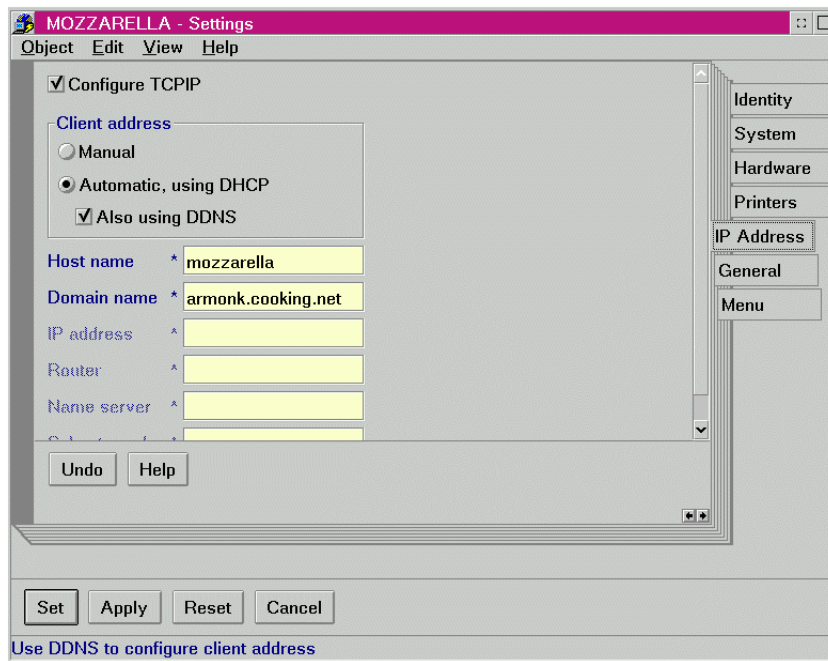 MOZZARELLA - Settings
Object Edit View Help
Configure TCPIP
Client address
Manual
Automatic, using DHCP
Also using DDNS
Host name * mozzarella
Domain name * armonk.cooking.net
IP address *
Router *
Name server *
Identity
System
Hardware
Printers
IP Address
General
Menu
Undo Help
Set Apply Reset Cancel
Use DDNS to configure client address